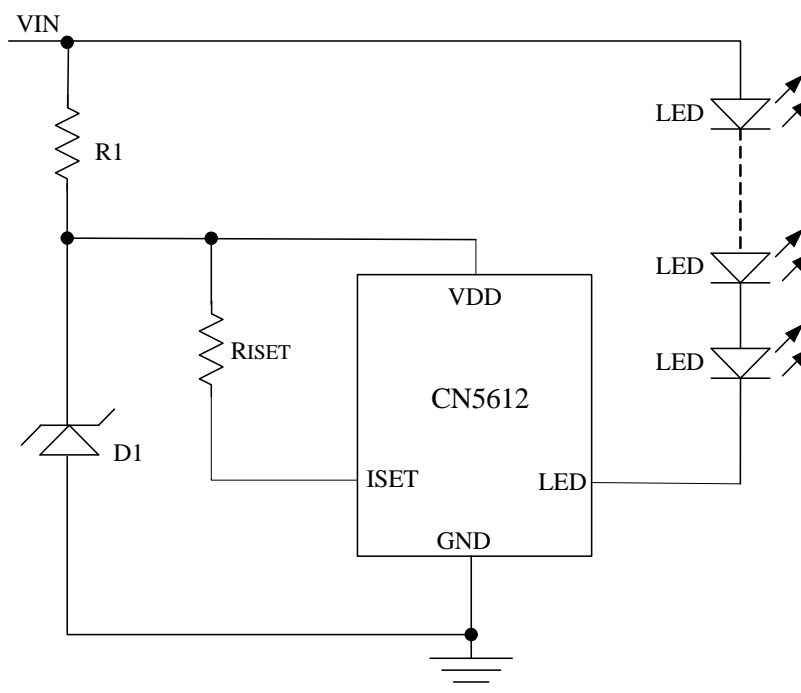 VIN
LED
R1
LED
VDD
RISET
LED
CN5612
D1
ISET
LED
GND